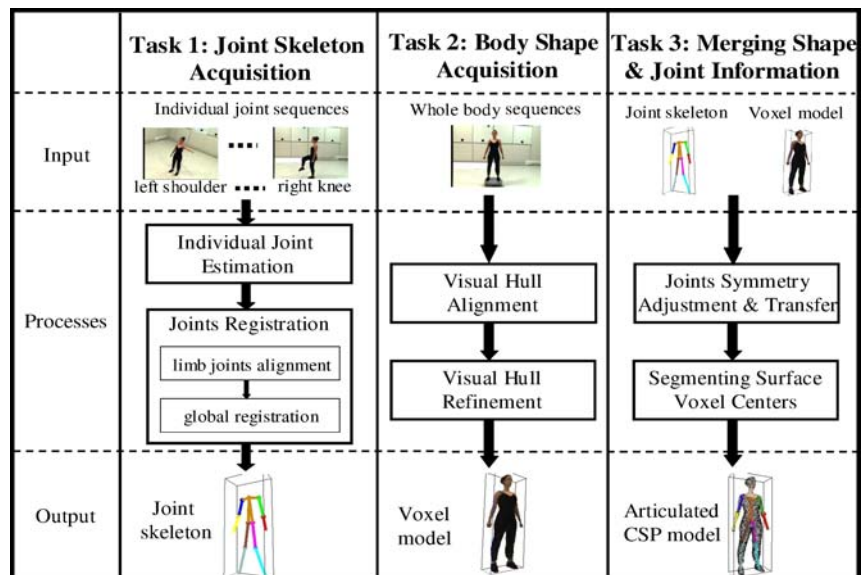 Task 1: Joint Skeleton
Acquisition
Task 2: Body Shape
Acquisition
Task 3: Merging Shape
& Joint Information
Input
Individual joint sequences
left shoulder
right knee
Whole body sequences
Joint skeleton
Voxel model
Processes
Individual Joint
Estimation
Joints Registration
limb joints alignment
global registration
Visual Hull
Alignment
Visual Hull
Refinement
Joints Symmetry
Adjustment & Transfer
Segmenting Surface
Voxel Centers
Output
Joint
skeleton
Voxel
model
Articulated
CSP model